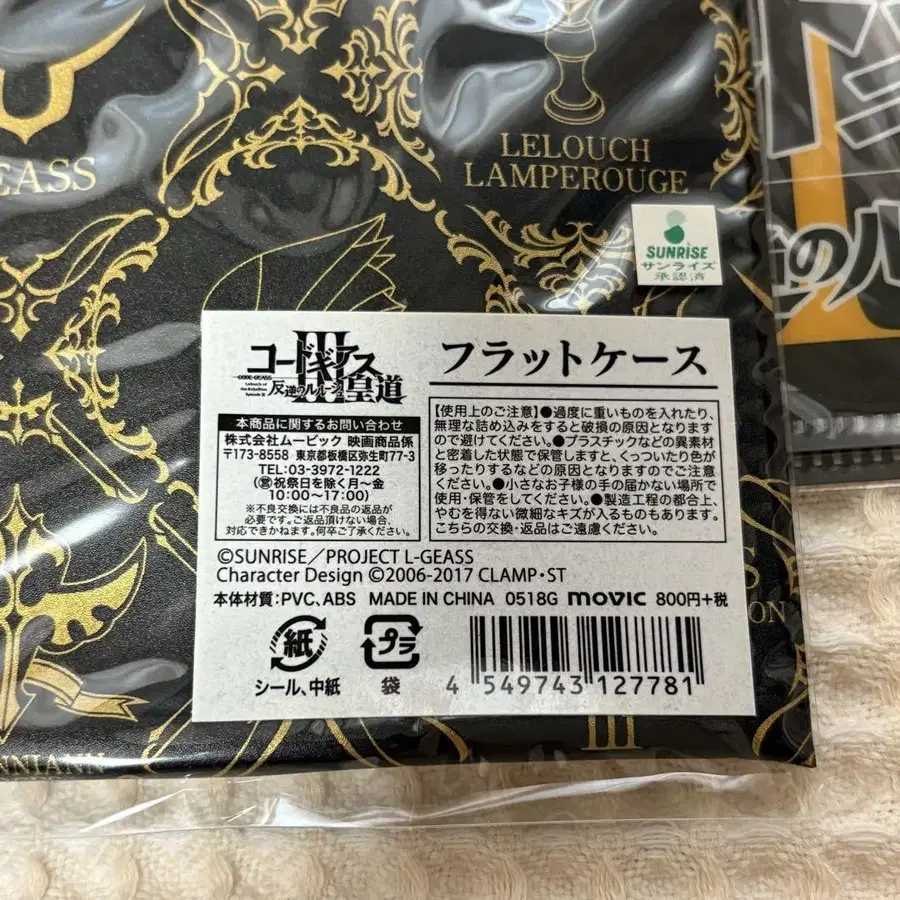 GEASS
LELOUCH
LAMPEROUGE
SUNRISE
サンライズ
承認済
コードギアス
CODE GEASS
Lelouch of
the Rebellion
Episode III
反逆のルルーシュ
III
皇道
フラットケース
本商品に関するお問い合わせ
株式会社ムービック 映画商品係
〒173-8558 東京都板橋区弥生町77-3
TEL:03-3972-1222
(営祝祭日を除く月〜金
10:00〜17:00)
※不良交換には不良品の返品が
必要です。ご返品頂けない場合、
対応できかねます。何卒ご了承ください。
【使用上のご注意】●過度に重いものを入れたり、
無理な詰め込みをすると破損の原因となります
ので避けてください。●プラスチックなどの異素材
と密着した状態で保管しますと、くっついたり色が
移ったりするなどの原因となりますのでご注意
ください。●小さなお子様の手の届かない場所で
使用・保管をしてください。●製造工程の都合上、
やむを得ない微細なキズが入るものもあります。
こちらの交換・返品はご遠慮ください。
©SUNRISE／PROJECT L-GEASS
Character Design ©2006-2017 CLAMP・ST
本体材質:PVC、ABS MADE IN CHINA 0518G movic 800円+税
紙
シール、中紙
プラ
袋
4 549743 127781
III
のル